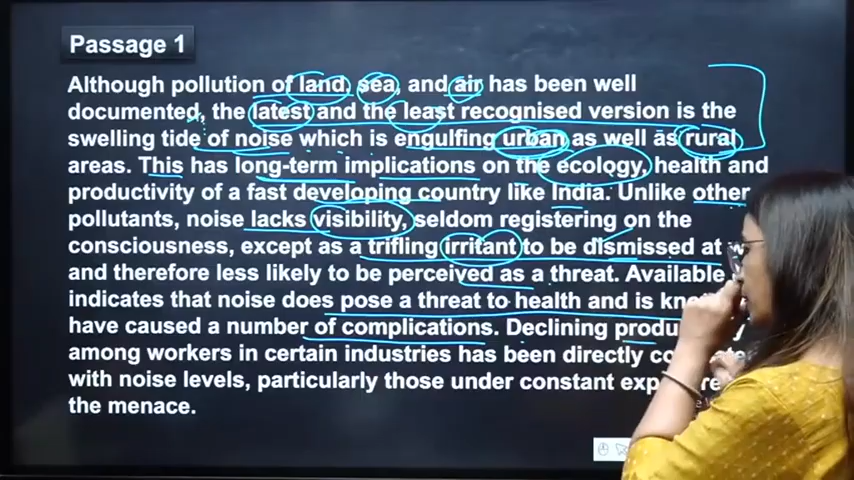 Passage 1
Although pollution of land, sea, and air has been well
documented, the latest and the least recognised version is the
swelling tide of noise which is engulfing urban as well as rural
areas. This has long-term implications on the ecology, health and
productivity of a fast developing country like India. Unlike other
pollutants, noise lacks visibility, seldom registering on the
consciousness, except as a trifling irritant to be dismissed at
and therefore less likely to be perceived as a threat. Available
indicates that noise does pose a threat to health and is
have caused a number of complications. Declining
among workers in certain industries has been directly
with noise levels, particularly those under constant
the menace.